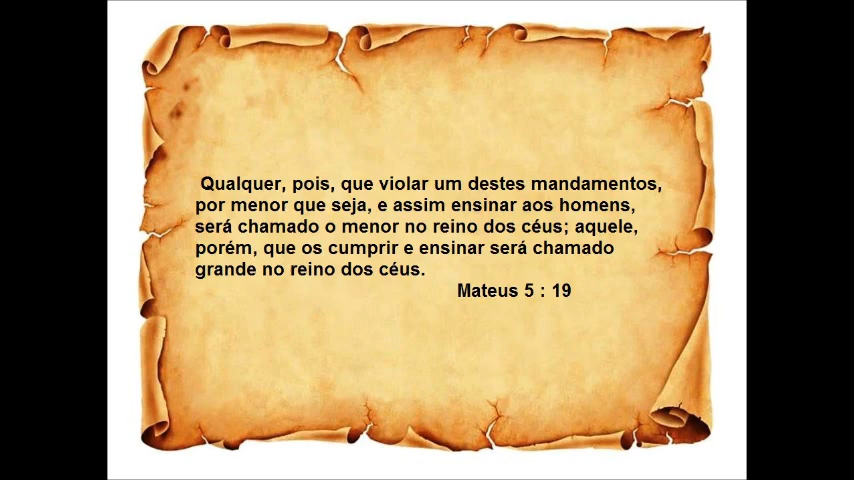 Qualquer, pois, que violar um destes mandamentos,
por menor que seja, e assim ensinar aos homens,
será chamado o menor no reino dos céus; aquele,
porém, que os cumprir e ensinar será chamado
grande no reino dos céus.
Mateus 5 : 19